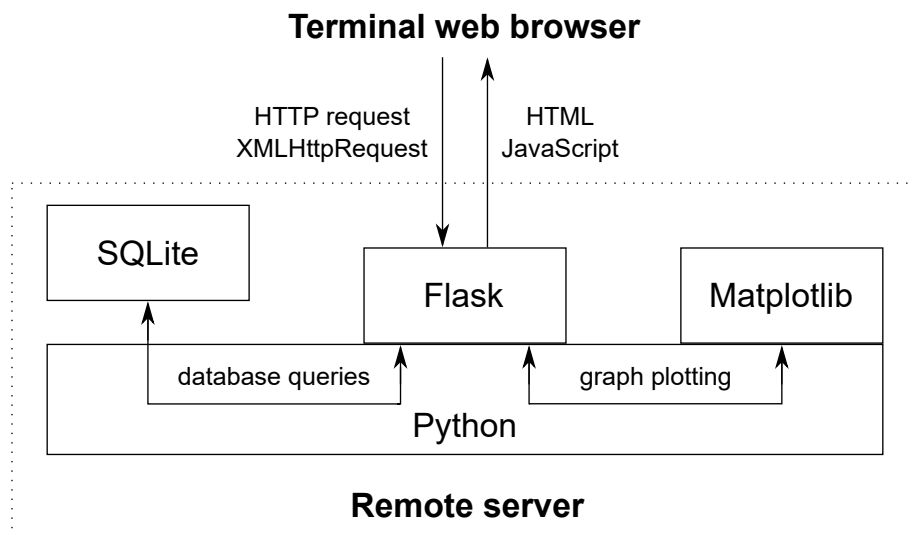 Terminal web browser
HTTP request
XMLHttpRequest
HTML
JavaScript
SQLite
Flask
Matplotlib
database queries
graph plotting
Python
Remote server